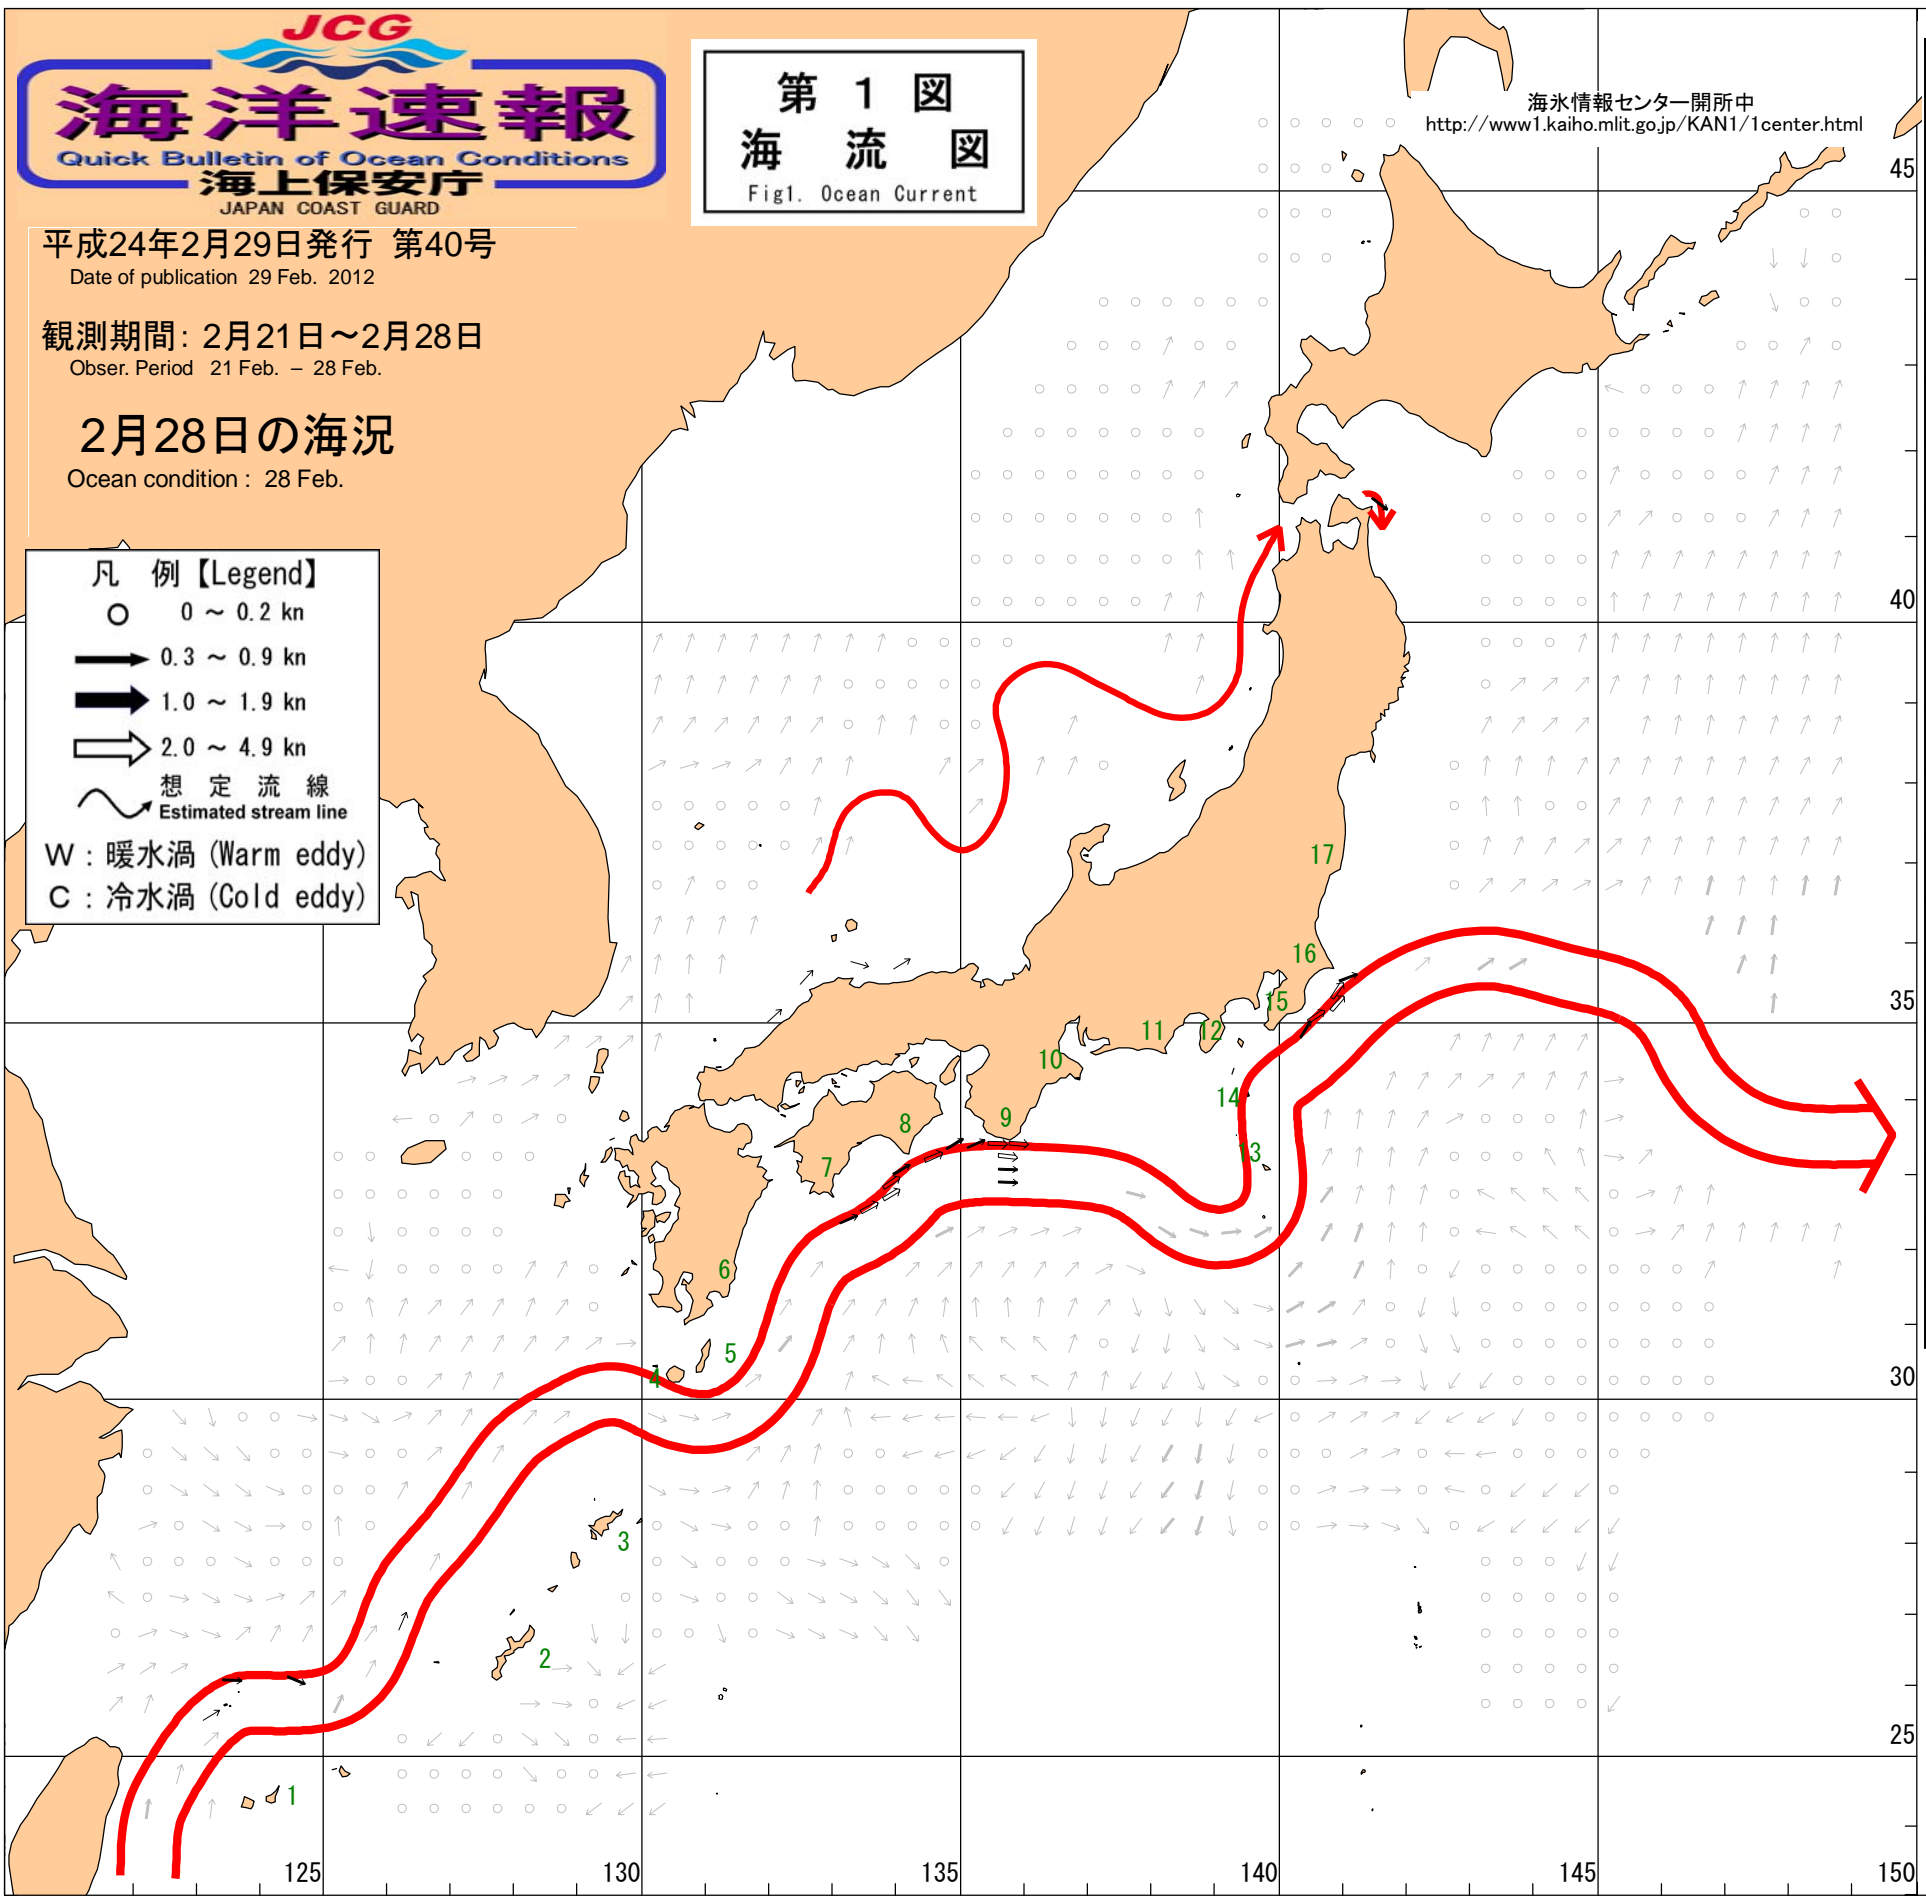 JCG
海洋速報
Quick Bulletin of Ocean Conditions
海上保安庁
JAPAN COAST GUARD
第 1 図
海 流 図
Fig1. Ocean Current
海氷情報センター開所中
http://www1.kaiho.mlit.go.jp/KAN1/1center.html
平成24年2月29日発行 第40号
Date of publication 29 Feb. 2012
観測期間: 2月21日～2月28日
Obser. Period 21 Feb. – 28 Feb.
2月28日の海況
Ocean condition : 28 Feb.
凡 例【Legend】
0 ～ 0.2 kn
0.3 ～ 0.9 kn
1.0 ～ 1.9 kn
2.0 ～ 4.9 kn
想 定 流 線
Estimated stream line
W : 暖水渦 (Warm eddy)
C : 冷水渦 (Cold eddy)
45
40
35
30
25
17
16
15
12
11
10
14
13
9
8
7
6
5
4
3
2
1
125
130
135
140
145
150